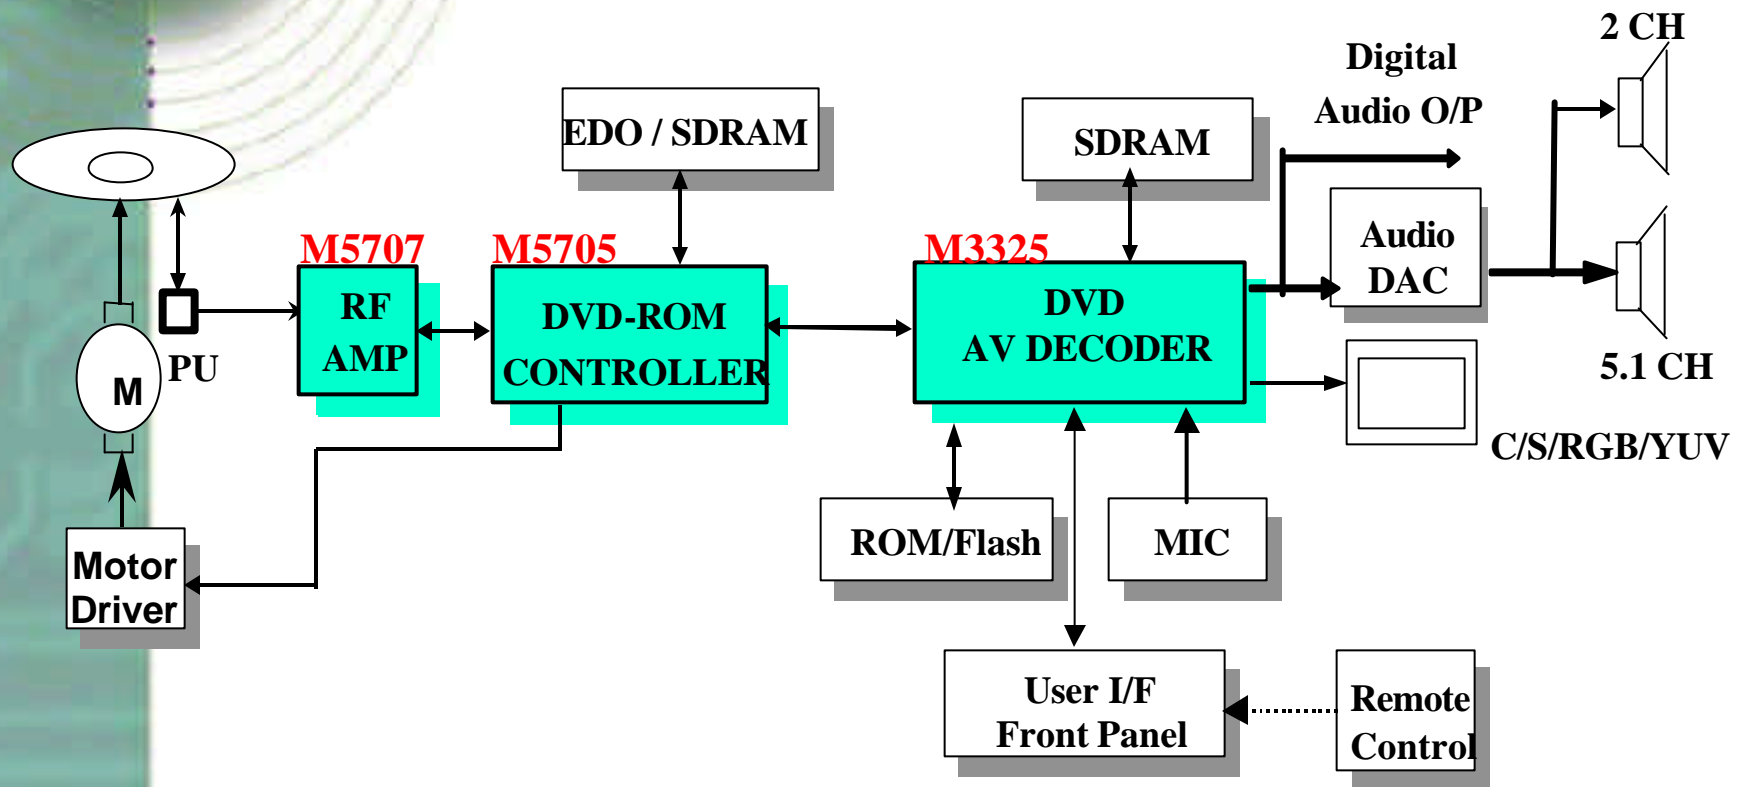 2 CH
Digital
Audio O/P
EDO / SDRAM
SDRAM
M5707
M5705
M3325
Audio
DAC
RF
AMP
DVD-ROM
CONTROLLER
DVD
AV DECODER
PU
M
5.1 CH
C/S/RGB/YUV
ROM/Flash
MIC
Motor
Driver
User I/F
Front Panel
Remote
Control